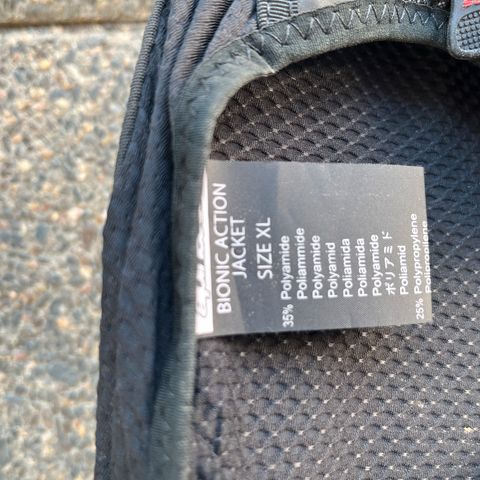 BIONIC ACTION
JACKET
SIZE XL
35% Polyamide
Poliammide
Polyamid
Poliamida
Polyamide
ポリアミド
Poliamid
25% Polypropylene